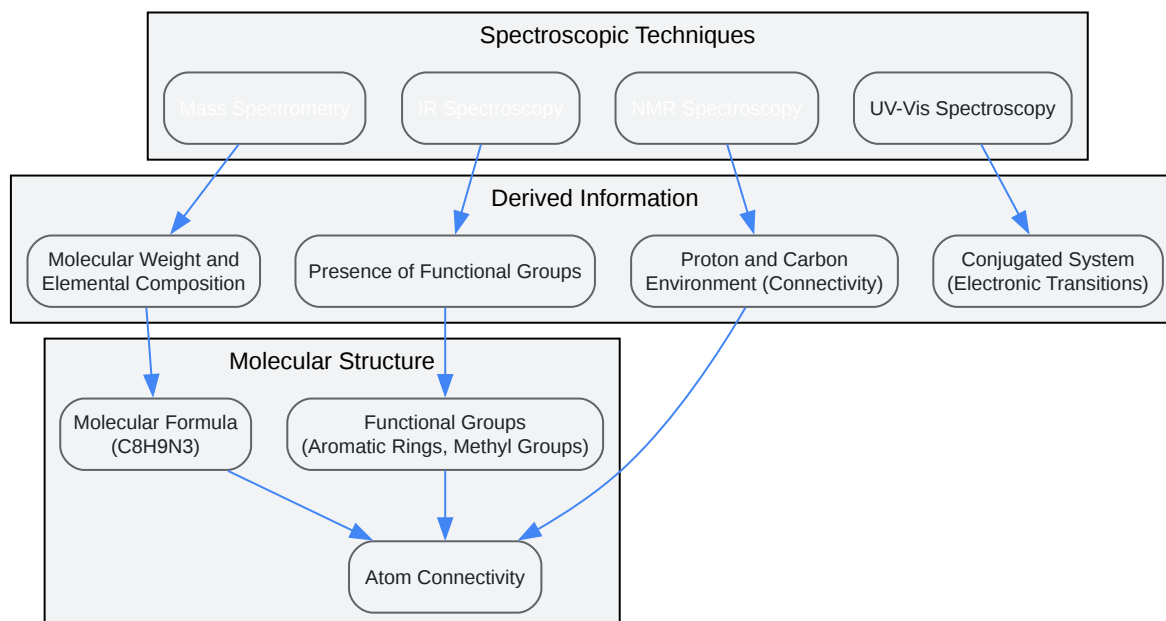 Spectroscopic Techniques
Mass Spectrometry
IR Spectroscopy
NMR Spectroscopy
UV-Vis Spectroscopy
Derived Information
Molecular Weight and
Elemental Composition
Presence of Functional Groups
Proton and Carbon
Environment (Connectivity)
Conjugated System
(Electronic Transitions)
Molecular Structure
Molecular Formula
(C8H9N3)
Functional Groups
(Aromatic Rings, Methyl Groups)
Atom Connectivity